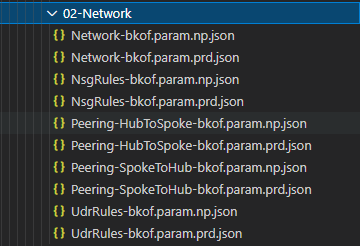 02-Network
{} Network-bkof.param.np.json
{} Network-bkof.param.prd.json
{} NsgRules-bkof.param.np.json
{} NsgRules-bkof.param.prd.json
{} Peering-HubToSpoke-bkof.param.np.json
{} Peering-HubToSpoke-bkof.param.prd.json
{} Peering-SpokeToHub-bkof.param.np.json
{} Peering-SpokeToHub-bkof.param.prd.json
{} UdrRules-bkof.param.np.json
{} UdrRules-bkof.param.prd.json